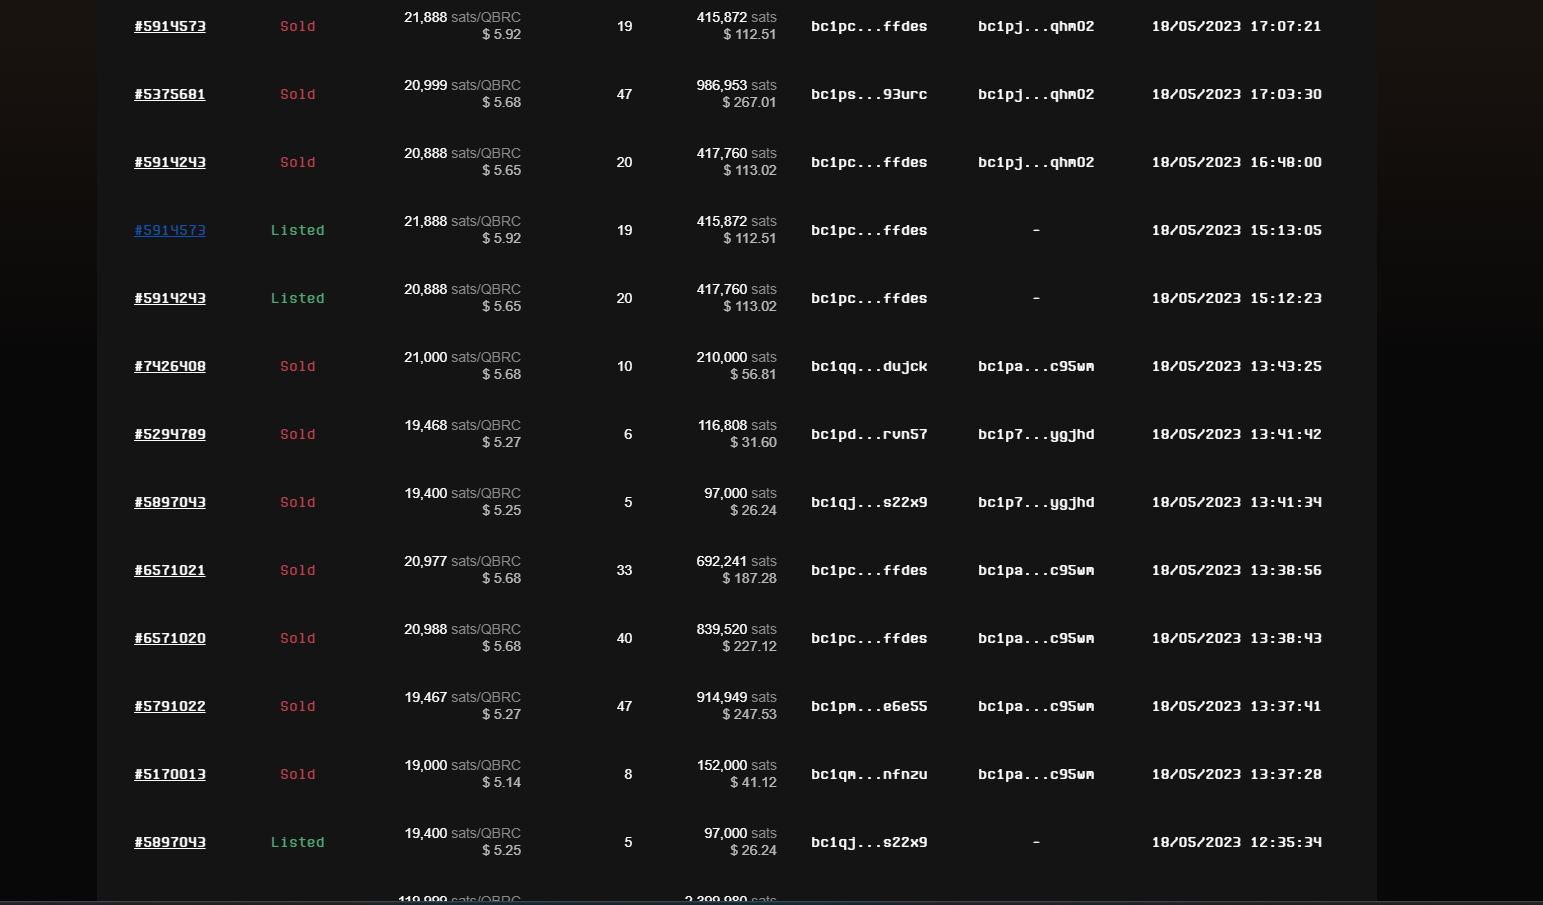 #5914573 Sold 21,888 sats/QBRC 19 415,872 sats bc1pc...ffdes bc1pj...qhm02 18/05/2023 17:07:21
$ 5.92 $ 112.51
#5375681 Sold 20,999 sats/QBRC 47 986,953 sats bc1ps...93urc bc1pj...qhm02 18/05/2023 17:03:30
$ 5.68 $ 267.01
#5914243 Sold 20,888 sats/QBRC 20 417,760 sats bc1pc...ffdes bc1pj...qhm02 18/05/2023 16:48:00
$ 5.65 $ 113.02
#5914573 Listed 21,888 sats/QBRC 19 415,872 sats bc1pc...ffdes - 18/05/2023 15:13:05
$ 5.92 $ 112.51
#5914243 Listed 20,888 sats/QBRC 20 417,760 sats bc1pc...ffdes - 18/05/2023 15:12:23
$ 5.65 $ 113.02
#7426408 Sold 21,000 sats/QBRC 10 210,000 sats bc1qq...dujck bc1pa...c95wm 18/05/2023 13:43:25
$ 5.68 $ 56.81
#5294789 Sold 19,468 sats/QBRC 6 116,808 sats bc1pd...rvn57 bc1p7...ygjhd 18/05/2023 13:41:42
$ 5.27 $ 31.60
#5897043 Sold 19,400 sats/QBRC 5 97,000 sats bc1qj...s22x9 bc1p7...ygjhd 18/05/2023 13:41:34
$ 5.25 $ 26.24
#6571021 Sold 20,977 sats/QBRC 33 692,241 sats bc1pc...ffdes bc1pa...c95wm 18/05/2023 13:38:56
$ 5.68 $ 187.28
#6571020 Sold 20,988 sats/QBRC 40 839,520 sats bc1pc...ffdes bc1pa...c95wm 18/05/2023 13:38:43
$ 5.68 $ 227.12
#5791022 Sold 19,467 sats/QBRC 47 914,949 sats bc1pm...e6e55 bc1pa...c95wm 18/05/2023 13:37:41
$ 5.27 $ 247.53
#5170013 Sold 19,000 sats/QBRC 8 152,000 sats bc1qm...nfnzu bc1pa...c95wm 18/05/2023 13:37:28
$ 5.14 $ 41.12
#5897043 Listed 19,400 sats/QBRC 5 97,000 sats bc1qj...s22x9 - 18/05/2023 12:35:34
$ 5.25 $ 26.24
119,999 sats/QBRC 2,399,980 sats